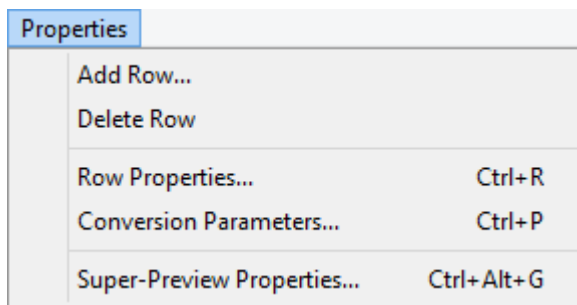 Properties
Add Row...
Delete Row
Row Properties... Ctrl+R
Conversion Parameters... Ctrl+P
Super-Preview Properties... Ctrl+Alt+G